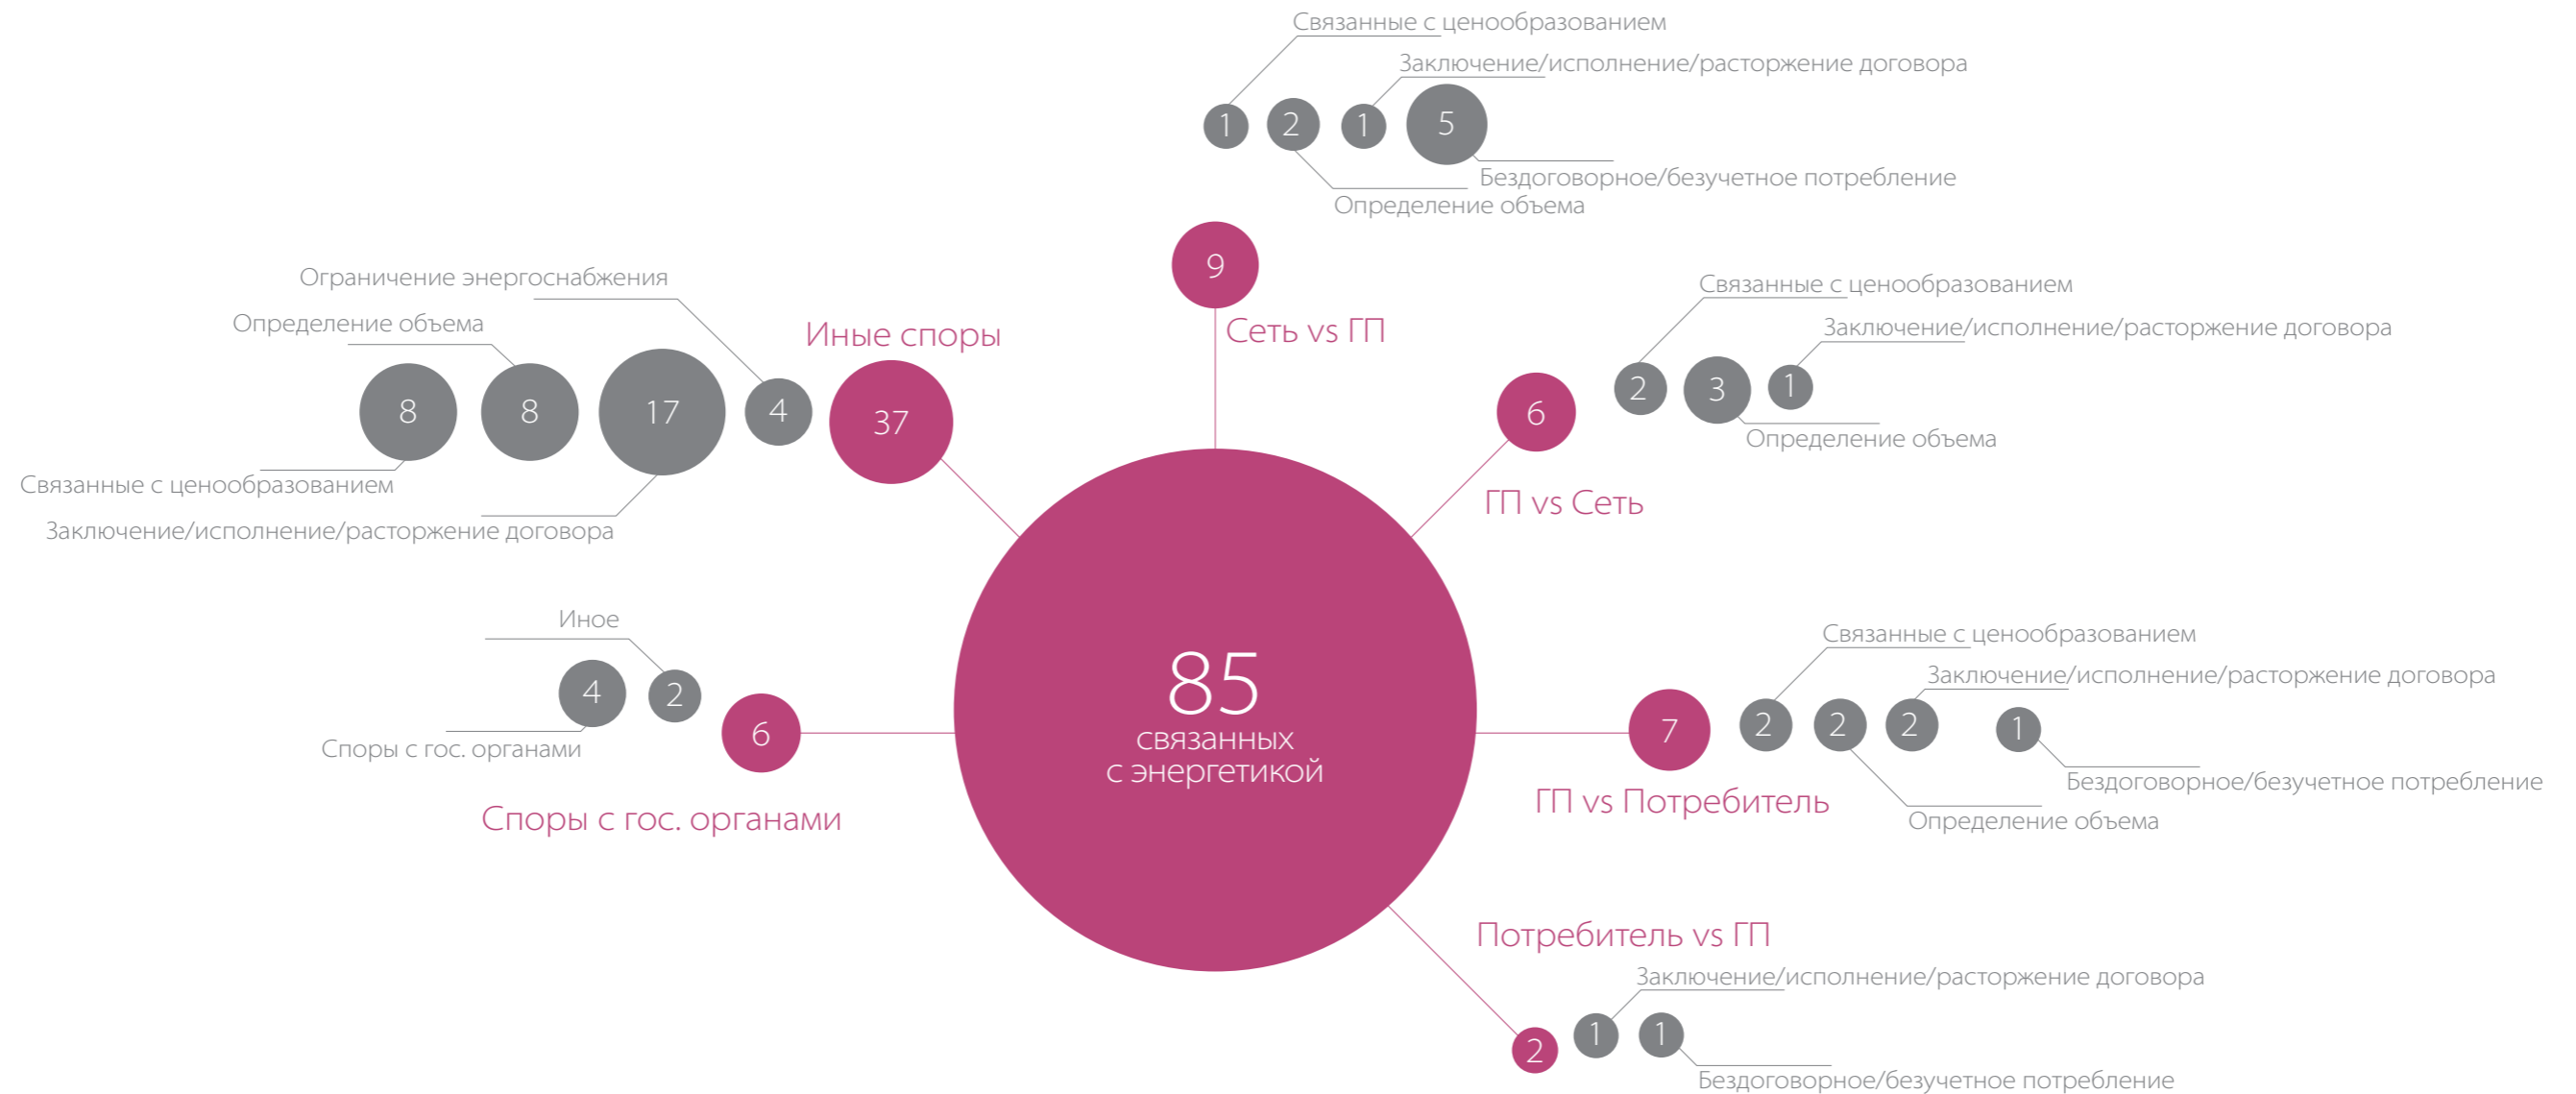 Связанные с ценообразованием
Заключение/исполнение/расторжение договора
1
2
1
5
Бездоговорное/безучетное потребление
Определение объема
9
Сеть vs ГП
Ограничение энергоснабжения
Определение объема
Иные споры
8
8
17
4
37
Связанные с ценообразованием
Заключение/исполнение/расторжение договора
Связанные с ценообразованием
Заключение/исполнение/расторжение договора
6
2
3
1
Определение объема
ГП vs Сеть
Иное
4
2
6
Споры с гос. органами
Споры с гос. органами
85
связанных
с энергетикой
Связанные с ценообразованием
Заключение/исполнение/расторжение договора
7
2
2
2
1
Бездоговорное/безучетное потребление
ГП vs Потребитель
Определение объема
Потребитель vs ГП
Заключение/исполнение/расторжение договора
2
1
1
Бездоговорное/безучетное потребление